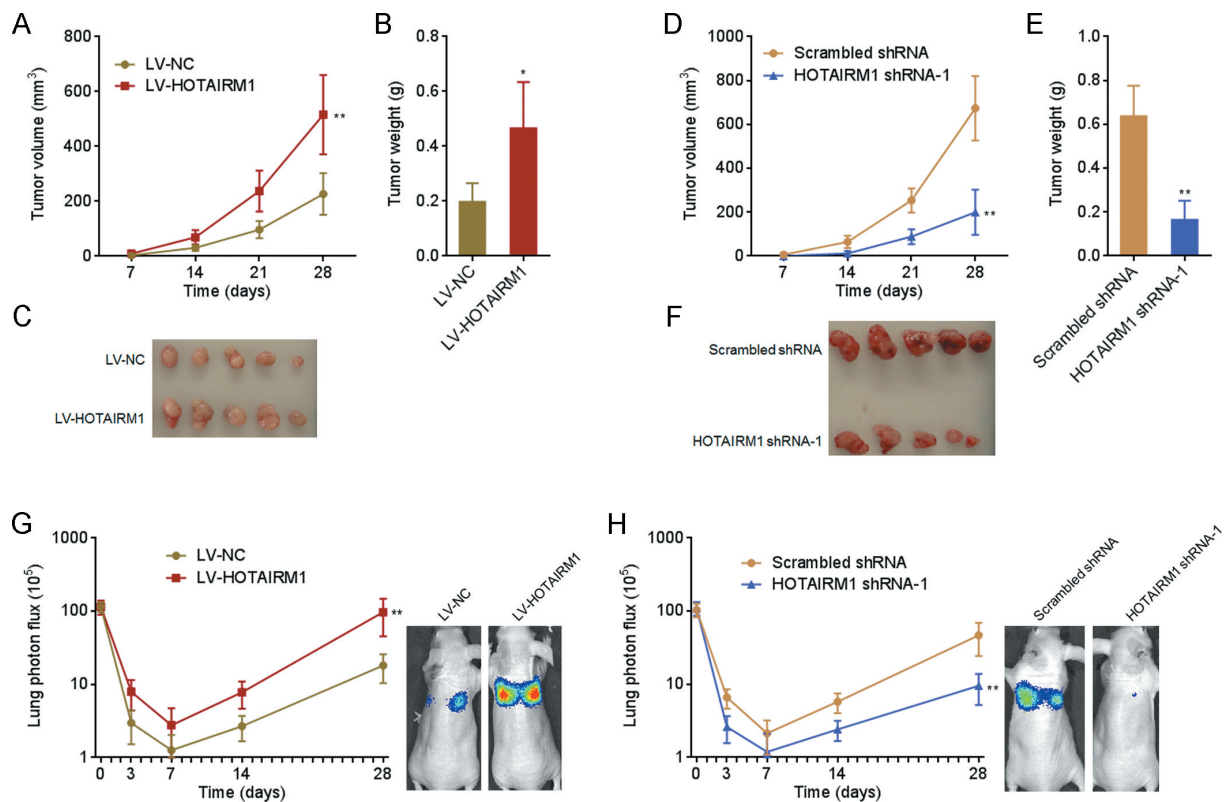 A
Tumor volume (mm³)
800
600
400
200
0
LV-NC
LV-HOTAIRM1
**
7 14 21 28
Time (days)
B
Tumor weight (g)
0.8
0.6
0.4
0.2
0.0
*
LV-NC
LV-HOTAIRM1
C
LV-NC
LV-HOTAIRM1
D
Tumor volume (mm³)
1000
800
600
400
200
0
Scrambled shRNA
HOTAIRM1 shRNA-1
**
7 14 21 28
Time (days)
E
Tumor weight (g)
1.0
0.8
0.6
0.4
0.2
0.0
**
Scrambled shRNA
HOTAIRM1 shRNA-1
F
Scrambled shRNA
HOTAIRM1 shRNA-1
G
Lung photon flux (10⁵)
1000
100
10
1
LV-NC
LV-HOTAIRM1
**
0 3 7 14 28
Time (days)
LV-NC
LV-HOTAIRM1
H
Lung photon flux (10⁵)
1000
100
10
1
Scrambled shRNA
HOTAIRM1 shRNA-1
**
0 3 7 14 28
Time (days)
Scrambled shRNA
HOTAIRM1 shRNA-1